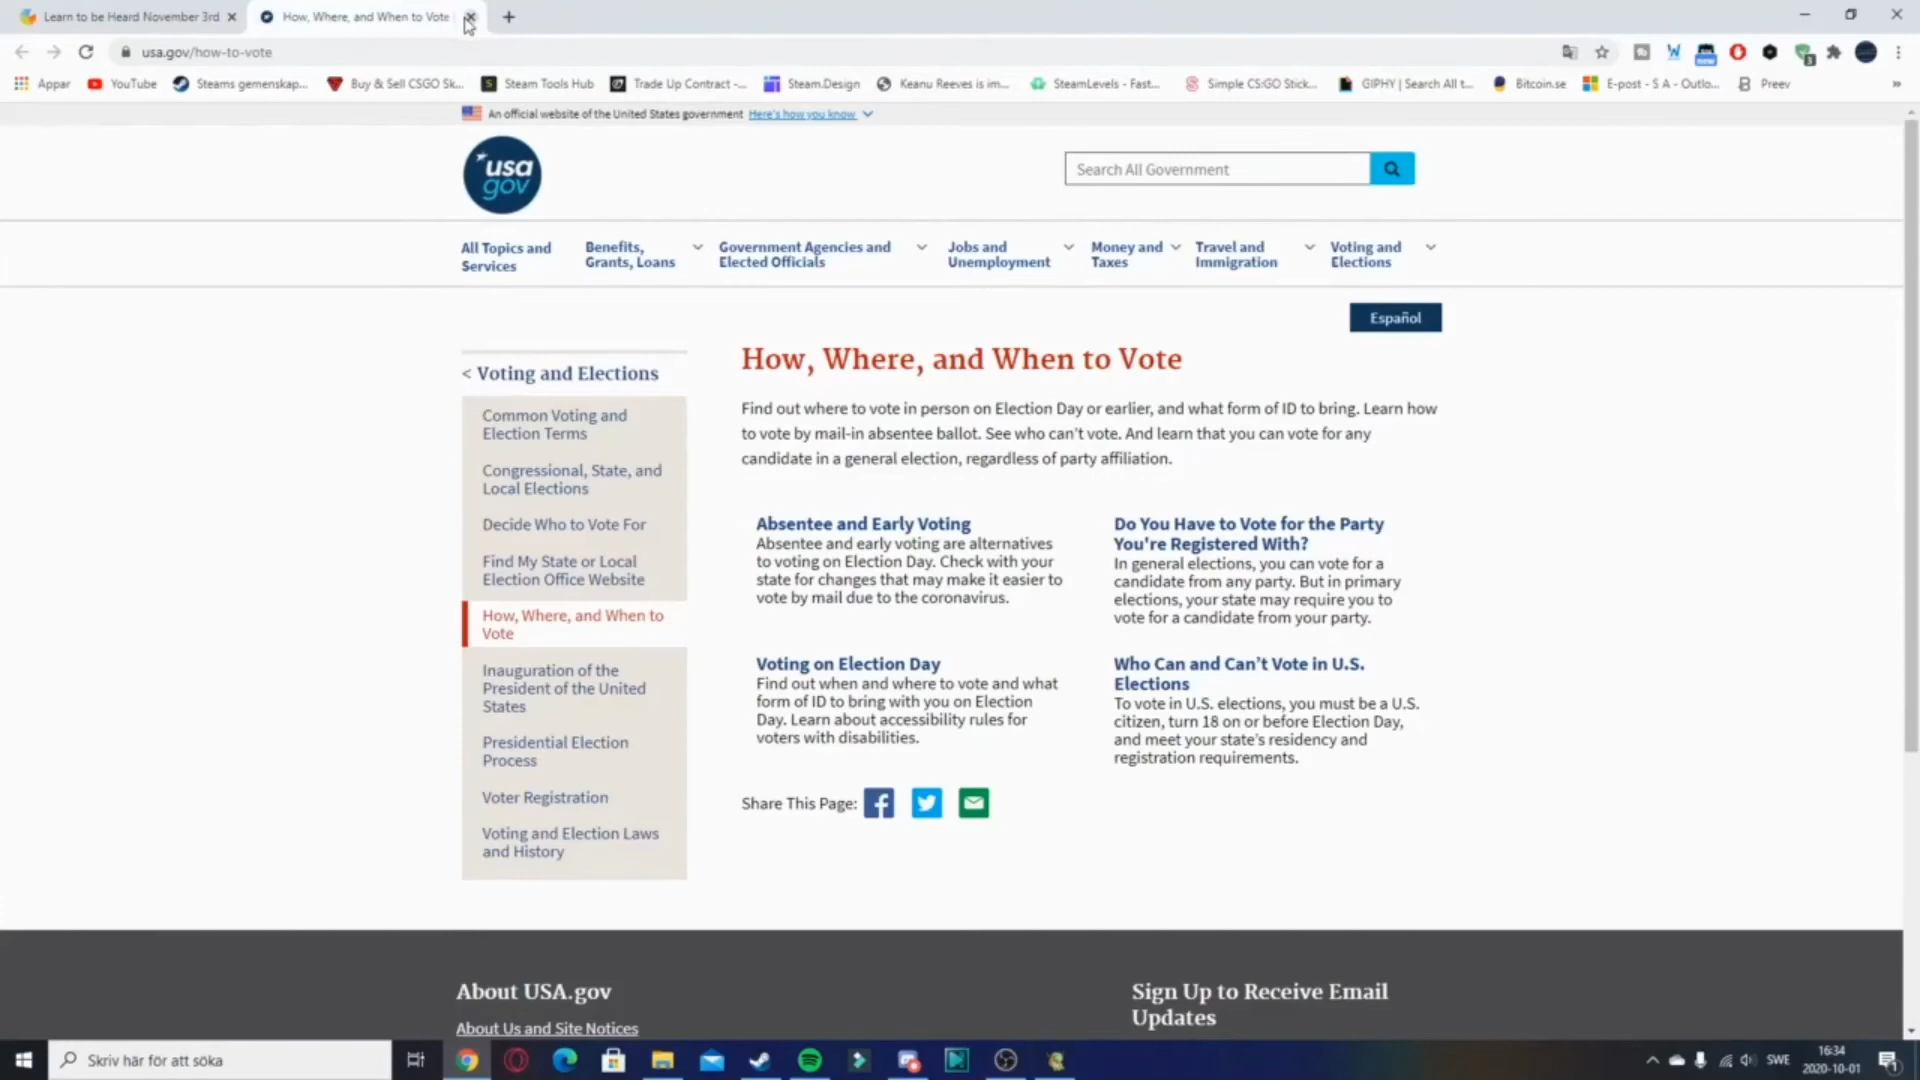 Learn to be Heard November 3rd
How, Where, and When to Vote
usa.gov/how-to-vote
Appar
YouTube
Steams gemenskap...
Buy & Sell CSGO Sk...
Steam Tools Hub
Trade Up Contract -...
Steam.Design
Keanu Reeves is im...
SteamLevels - Fast...
Simple CS:GO Stick...
GIPHY | Search All t...
Bitcoin.se
E-post - S A - Outlo...
Preev
An official website of the United States government Here's how you know
usa
gov
Search All Government
All Topics and
Services
Benefits,
Grants, Loans
Government Agencies and
Elected Officials
Jobs and
Unemployment
Money and
Taxes
Travel and
Immigration
Voting and
Elections
Español
< Voting and Elections
Common Voting and
Election Terms
Congressional, State, and
Local Elections
Decide Who to Vote For
Find My State or Local
Election Office Website
How, Where, and When to
Vote
Inauguration of the
President of the United
States
Presidential Election
Process
Voter Registration
Voting and Election Laws
and History
How, Where, and When to Vote
Find out where to vote in person on Election Day or earlier, and what form of ID to bring. Learn how
to vote by mail-in absentee ballot. See who can't vote. And learn that you can vote for any
candidate in a general election, regardless of party affiliation.
Absentee and Early Voting
Absentee and early voting are alternatives
to voting on Election Day. Check with your
state for changes that may make it easier to
vote by mail due to the coronavirus.
Do You Have to Vote for the Party
You're Registered With?
In general elections, you can vote for a
candidate from any party. But in primary
elections, your state may require you to
vote for a candidate from your party.
Voting on Election Day
Find out when and where to vote and what
form of ID to bring with you on Election
Day. Learn about accessibility rules for
voters with disabilities.
Who Can and Can't Vote in U.S.
Elections
To vote in U.S. elections, you must be a U.S.
citizen, turn 18 on or before Election Day,
and meet your state's residency and
registration requirements.
Share This Page:
About USA.gov
About Us and Site Notices
Sign Up to Receive Email
Updates
Skriv här för att söka
SWE
16:34
2020-10-01